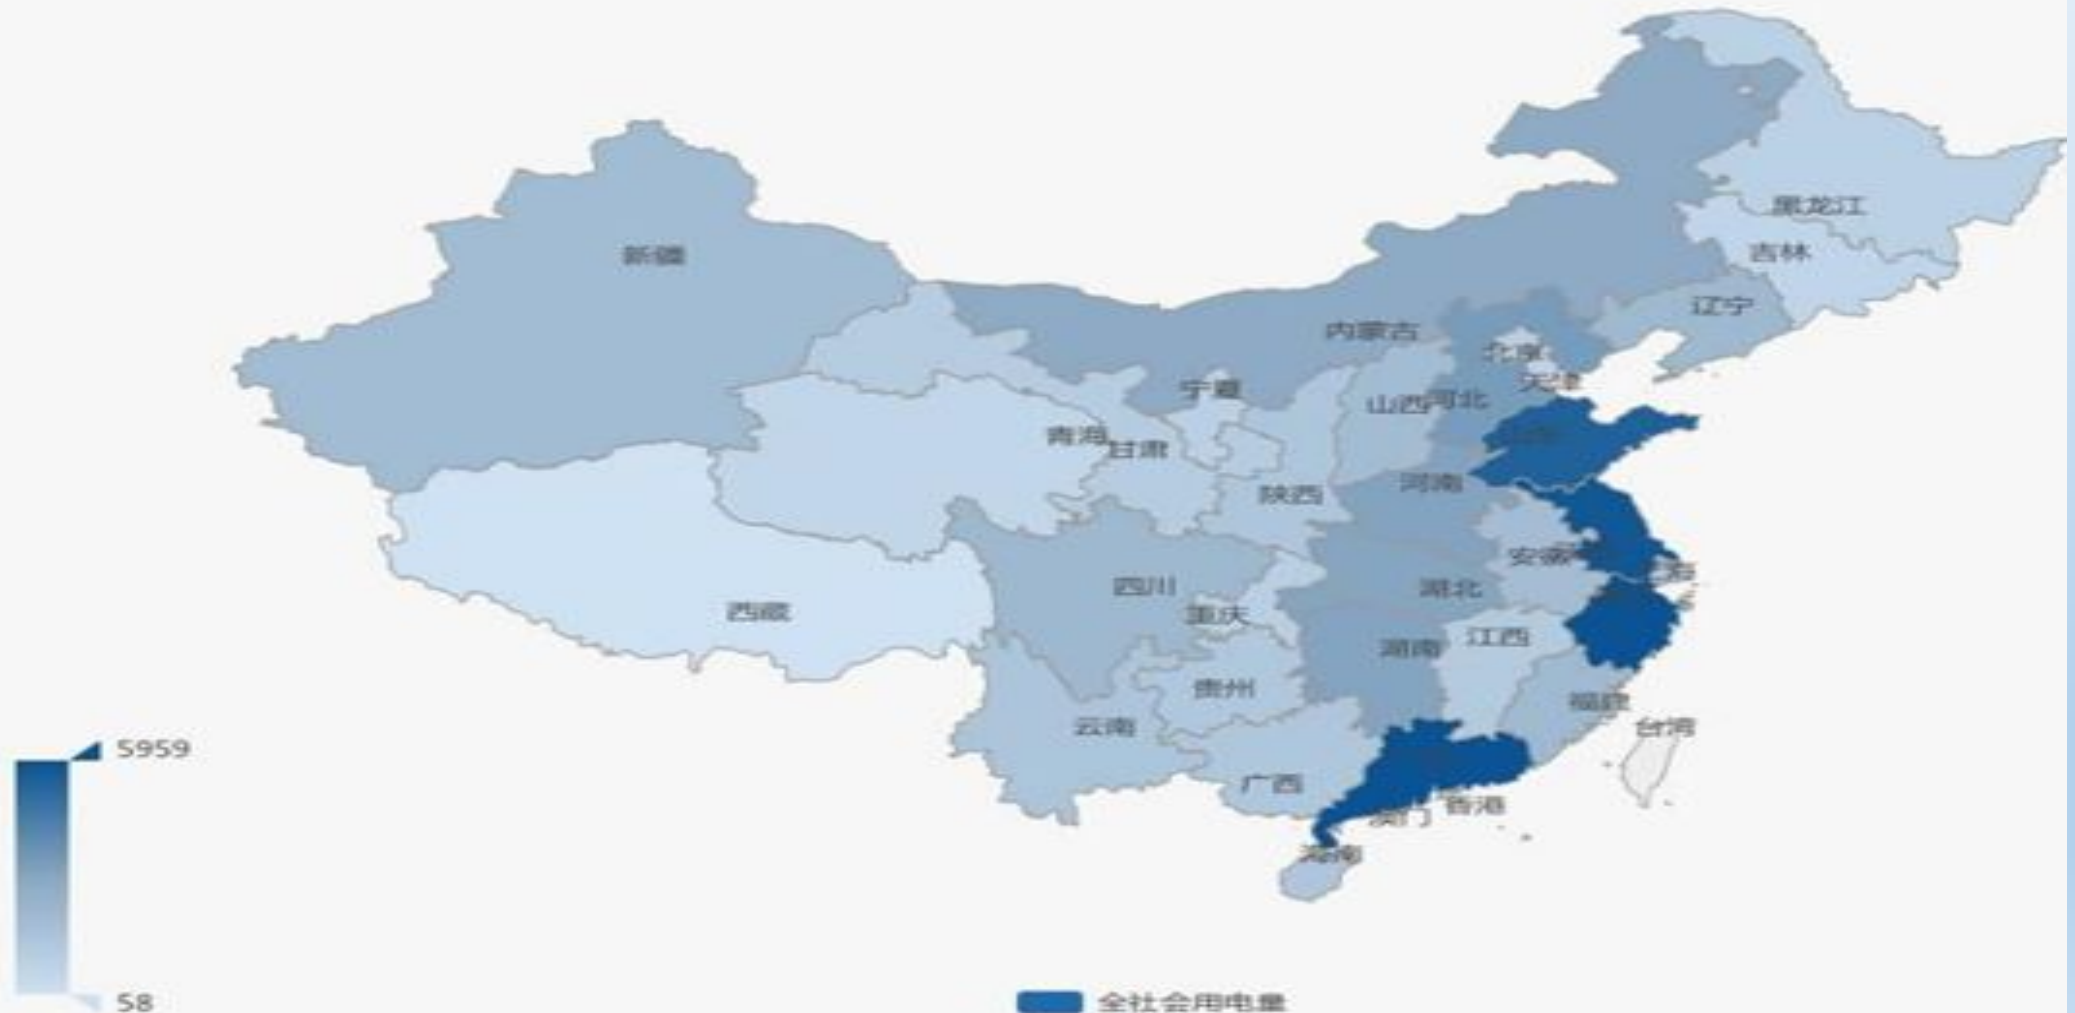 黑龙江
吉林
新疆
辽宁
内蒙古
北京
天津
宁夏
山西
河北
青海
甘肃
河南
陕西
安徽
四川
湖北
重庆
西藏
江西
湖南
贵州
福建
云南
台湾
5959
广西
香港
澳门
海南
58
全社会用电量